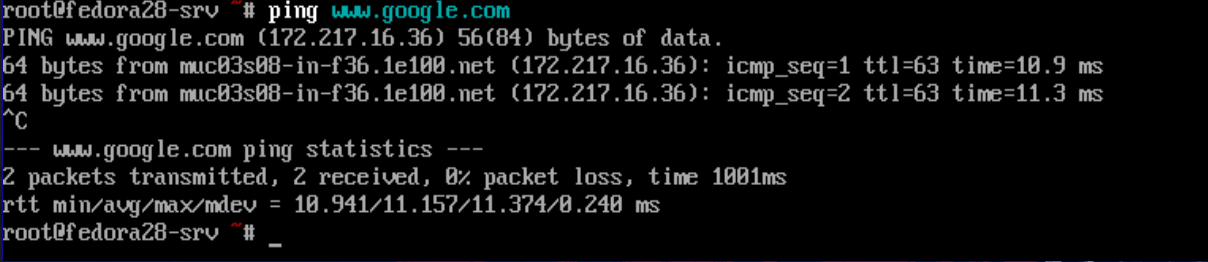 root@fedora28-srv ~# ping www.google.com
PING www.google.com (172.217.16.36) 56(84) bytes of data.
64 bytes from muc03s08-in-f36.1e100.net (172.217.16.36): icmp_seq=1 ttl=63 time=10.9 ms
64 bytes from muc03s08-in-f36.1e100.net (172.217.16.36): icmp_seq=2 ttl=63 time=11.3 ms
^C
--- www.google.com ping statistics ---
2 packets transmitted, 2 received, 0% packet loss, time 1001ms
rtt min/avg/max/mdev = 10.941/11.157/11.374/0.240 ms
root@fedora28-srv ~# _